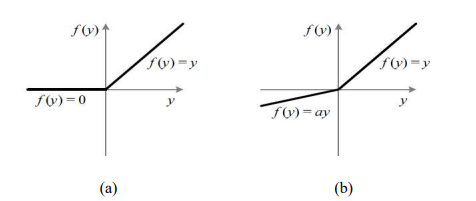 f(y)
f(y) = y
f(y) = 0
y
(a)
f(y)
f(y) = y
f(y) = ay
y
(b)